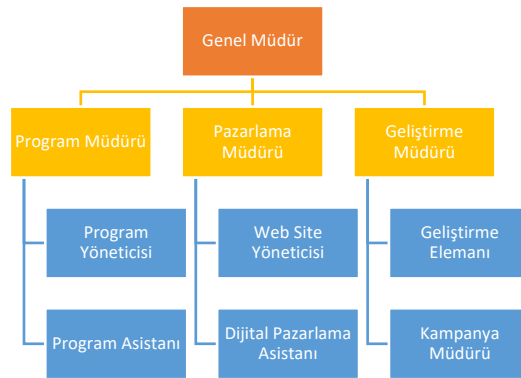 Genel Müdür
Program Müdürü
Pazarlama
Müdürü
Geliştirme
Müdürü
Program
Yöneticisi
Web Site
Yöneticisi
Geliştirme
Elemanı
Program Asistanı
Dijital Pazarlama
Asistanı
Kampanya
Müdürü